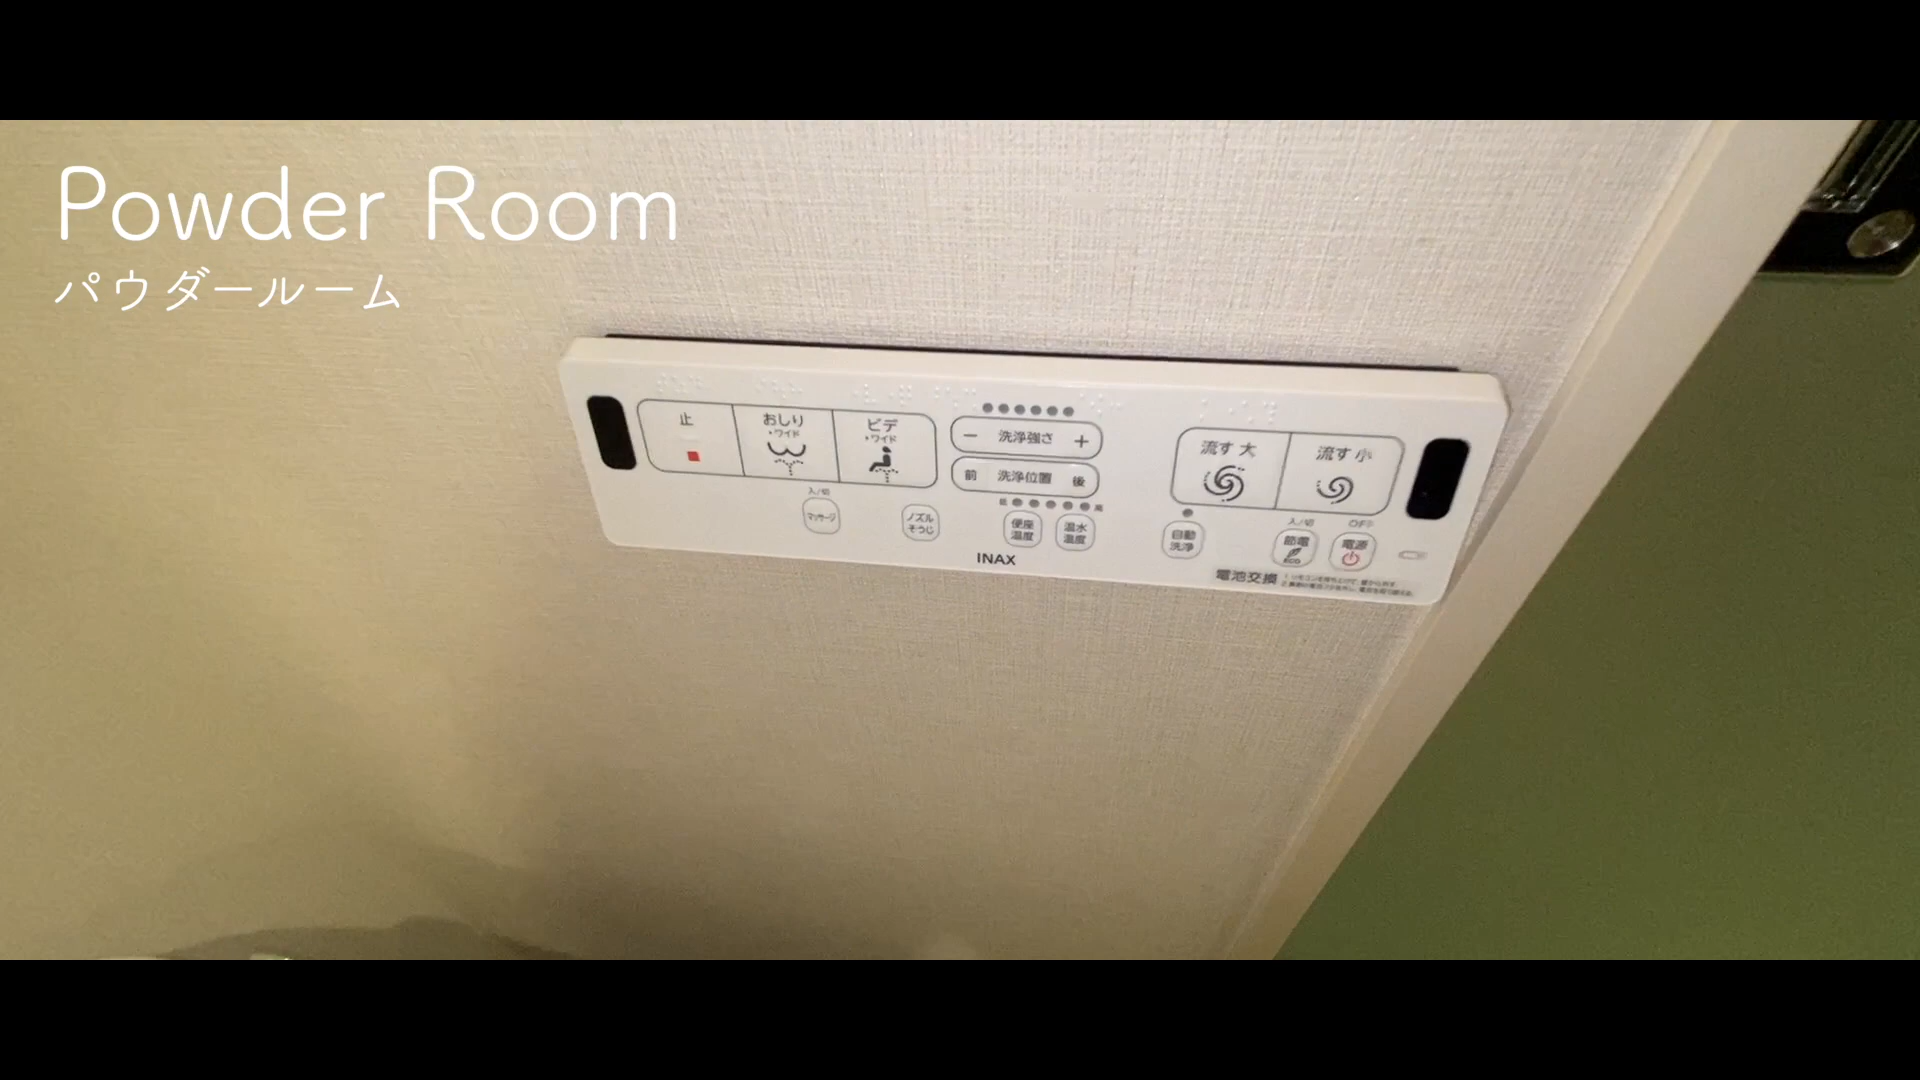 Powder Room
パウダールーム
止
おしり
・ワイド
ビデ
・ワイド
− 洗浄強さ +
前 洗浄位置 後
流す 大
流す 小
入/切
マッサージ
ノズル
そうじ
低
高
便座
温度
温水
温度
自動
洗浄
入/切
節電
ECO
電源
INAX
電池交換